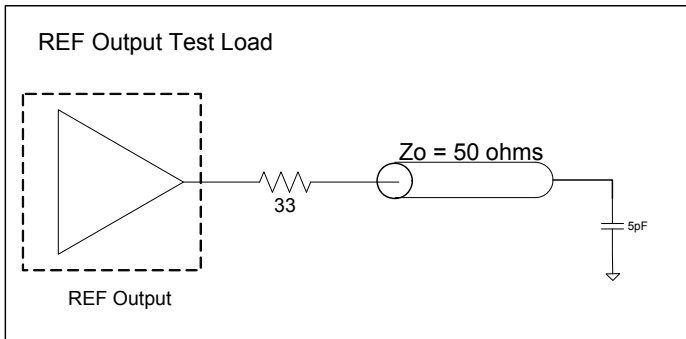 REF Output Test Load
Zo = 50 ohms
33
5pF
REF Output